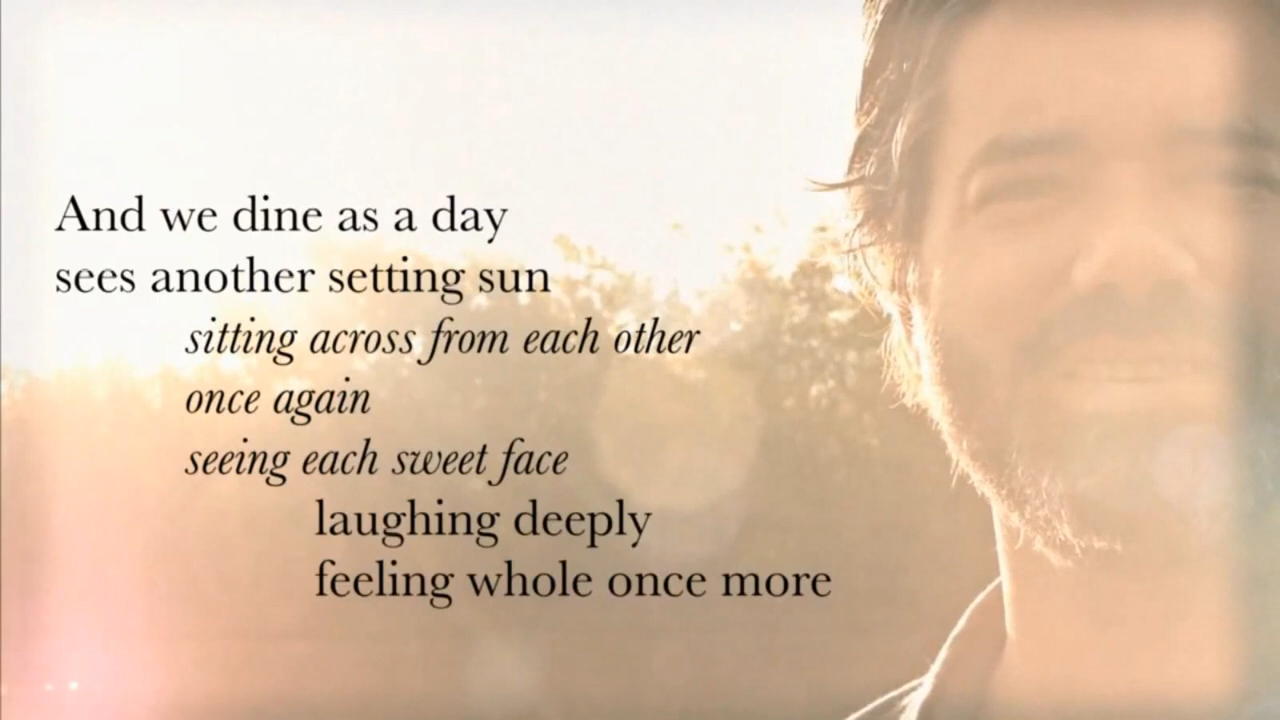 And we dine as a day
sees another setting sun
sitting across from each other
once again
seeing each sweet face
laughing deeply
feeling whole once more